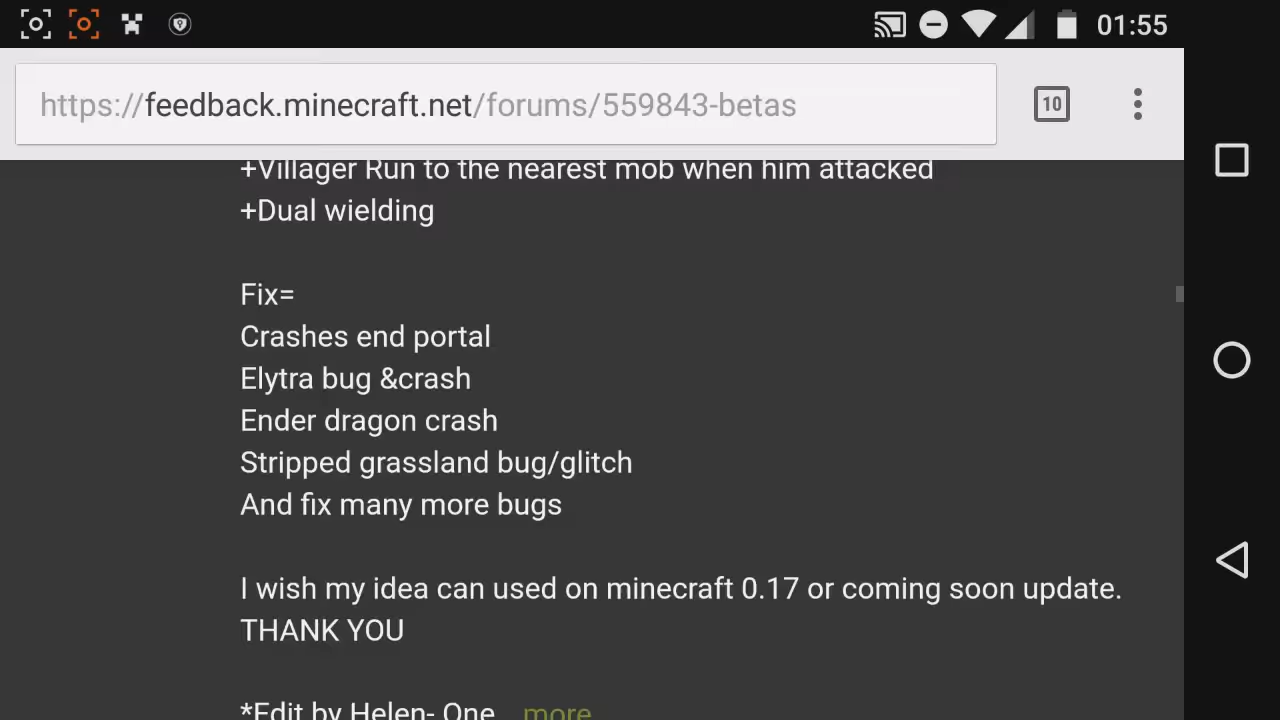 01:55
https://feedback.minecraft.net/forums/559843-betas
10
+Villager Run to the nearest mob when him attacked
+Dual wielding
Fix=
Crashes end portal
Elytra bug &crash
Ender dragon crash
Stripped grassland bug/glitch
And fix many more bugs
I wish my idea can used on minecraft 0.17 or coming soon update.
THANK YOU
*Edit by Helen- One more